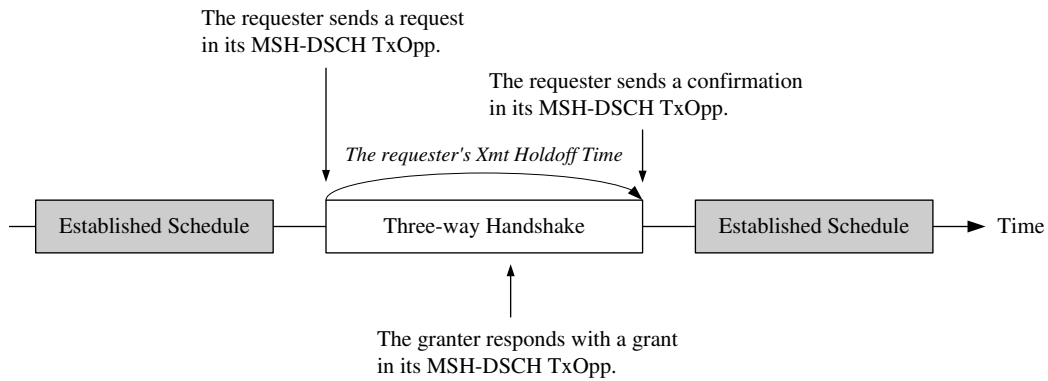 The requester sends a request
in its MSH-DSCH TxOpp.
The requester sends a confirmation
in its MSH-DSCH TxOpp.
The requester's Xmt Holdoff Time
Established Schedule
Three-way Handshake
Established Schedule
Time
The granter responds with a grant
in its MSH-DSCH TxOpp.